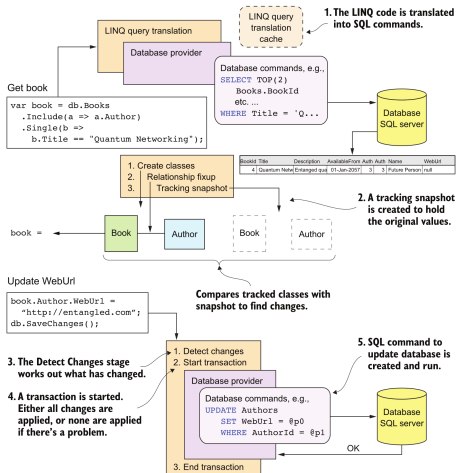 LINQ query translation
Database provider
LINQ query
translation
cache
1. The LINQ code is translated
into SQL commands.
Get book
var book = db.Books
.Include(a => a.Author)
.Single(b =>
b.Title == "Quantum Networking");
Database commands, e.g.,
SELECT TOP(2)
Books.BookId
etc. ...
WHERE Title = 'Q...
Database
SQL server
BookId Title Description AvailableFrom Auth Auth Name WebUrl
4 Quantum Netw Entanged qua 01-Jan-2057 3 3 Future Person null
1. Create classes
2. Relationship fixup
3. Tracking snapshot
2. A tracking snapshot
is created to hold
the original values.
book =
Book
Author
Book
Author
Compares tracked classes with
snapshot to find changes.
Update WebUrl
book.Author.WebUrl =
"http://entangled.com";
db.SaveChanges();
3. The Detect Changes stage
works out what has changed.
4. A transaction is started.
Either all changes are
applied, or none are applied
if there's a problem.
1. Detect changes
2. Start transaction
Database provider
Database commands, e.g.,
UPDATE Authors
SET WebUrl = @p0
WHERE AuthorId = @p1
3. End transaction
5. SQL command to
update database is
created and run.
Database
SQL server
OK